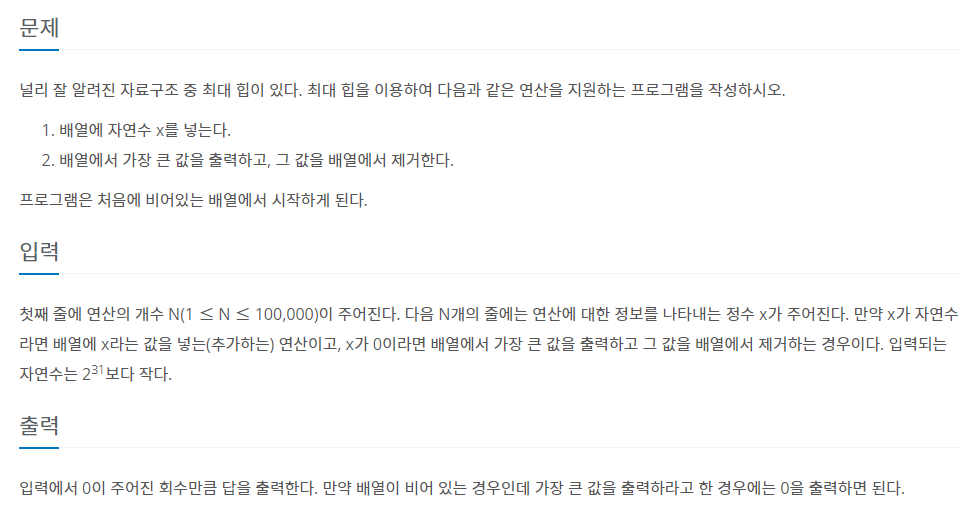 문제
널리 잘 알려진 자료구조 중 최대 힙이 있다. 최대 힙을 이용하여 다음과 같은 연산을 지원하는 프로그램을 작성하시오.
1. 배열에 자연수 x를 넣는다.
2. 배열에서 가장 큰 값을 출력하고, 그 값을 배열에서 제거한다.
프로그램은 처음에 비어있는 배열에서 시작하게 된다.
입력
첫째 줄에 연산의 개수 N(1 ≤ N ≤ 100,000)이 주어진다. 다음 N개의 줄에는 연산에 대한 정보를 나타내는 정수 x가 주어진다. 만약 x가 자연수
라면 배열에 x라는 값을 넣는(추가하는) 연산이고, x가 0이라면 배열에서 가장 큰 값을 출력하고 그 값을 배열에서 제거하는 경우이다. 입력되는
자연수는 2³¹보다 작다.
출력
입력에서 0이 주어진 회수만큼 답을 출력한다. 만약 배열이 비어 있는 경우인데 가장 큰 값을 출력하라고 한 경우에는 0을 출력하면 된다.